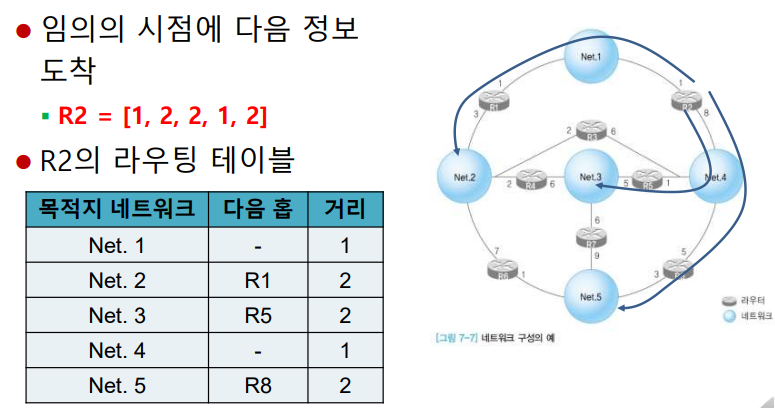 임의의 시점에 다음 정보
도착
R2 = [1, 2, 2, 1, 2]
R2의 라우팅 테이블
목적지 네트워크 다음 홉 거리
Net. 1 - 1
Net. 2 R1 2
Net. 3 R5 2
Net. 4 - 1
Net. 5 R8 2
Net.1
1 1
R1 R2
3 8
2 R3 6
Net.2 2 R4 6 Net.3 5 R5 1 Net.4
6
R7
9
7 5
R6 1 3
Net.5
라우터
네트워크
[그림 7-7] 네트워크 구성의 예